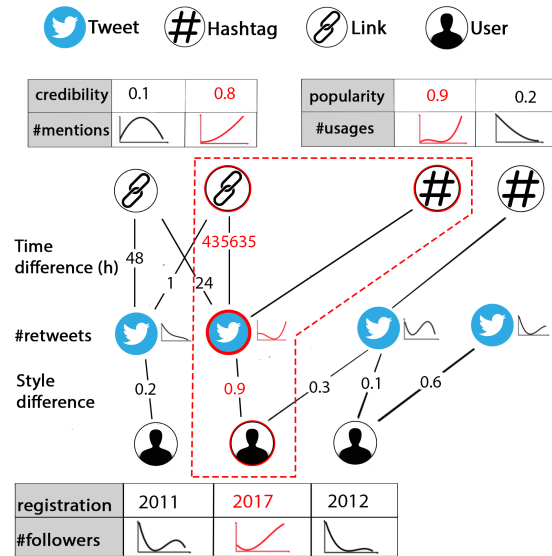 Tweet Hashtag Link User
credibility 0.1 0.8
#mentions
popularity 0.9 0.2
#usages
Time
difference (h)
435635
48
1
24
#retweets
Style
difference
0.2
0.9
0.3
0.1
0.6
registration 2011 2017 2012
#followers